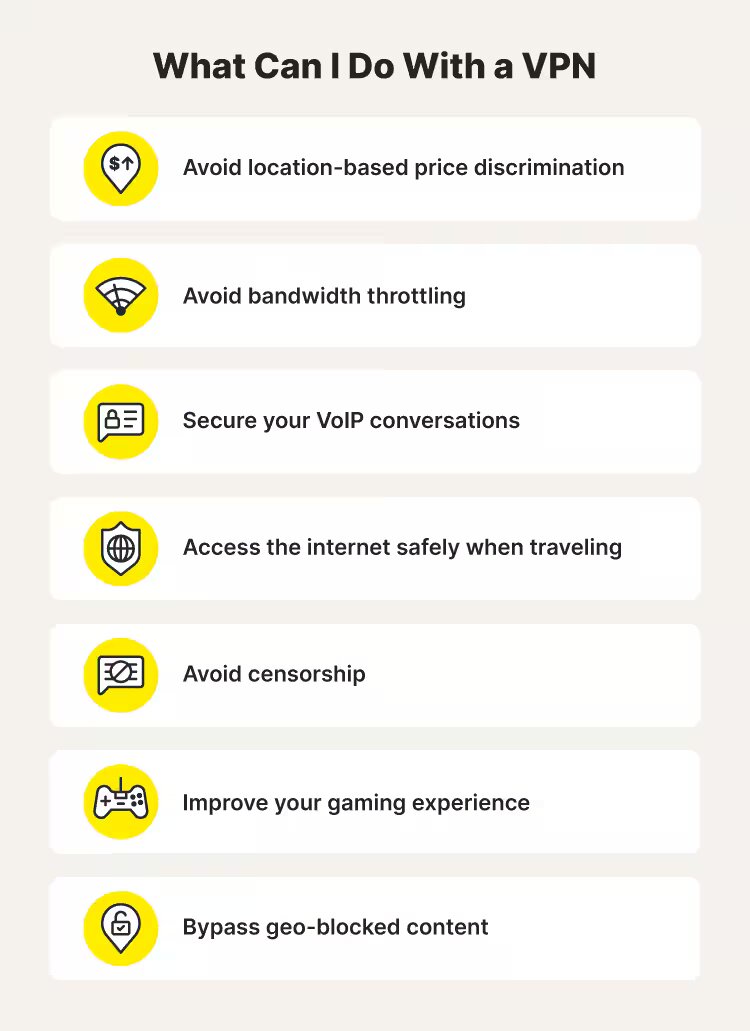 What Can I Do With a VPN
$
Avoid location-based price discrimination
Avoid bandwidth throttling
Secure your VoIP conversations
Access the internet safely when traveling
Avoid censorship
Improve your gaming experience
Bypass geo-blocked content